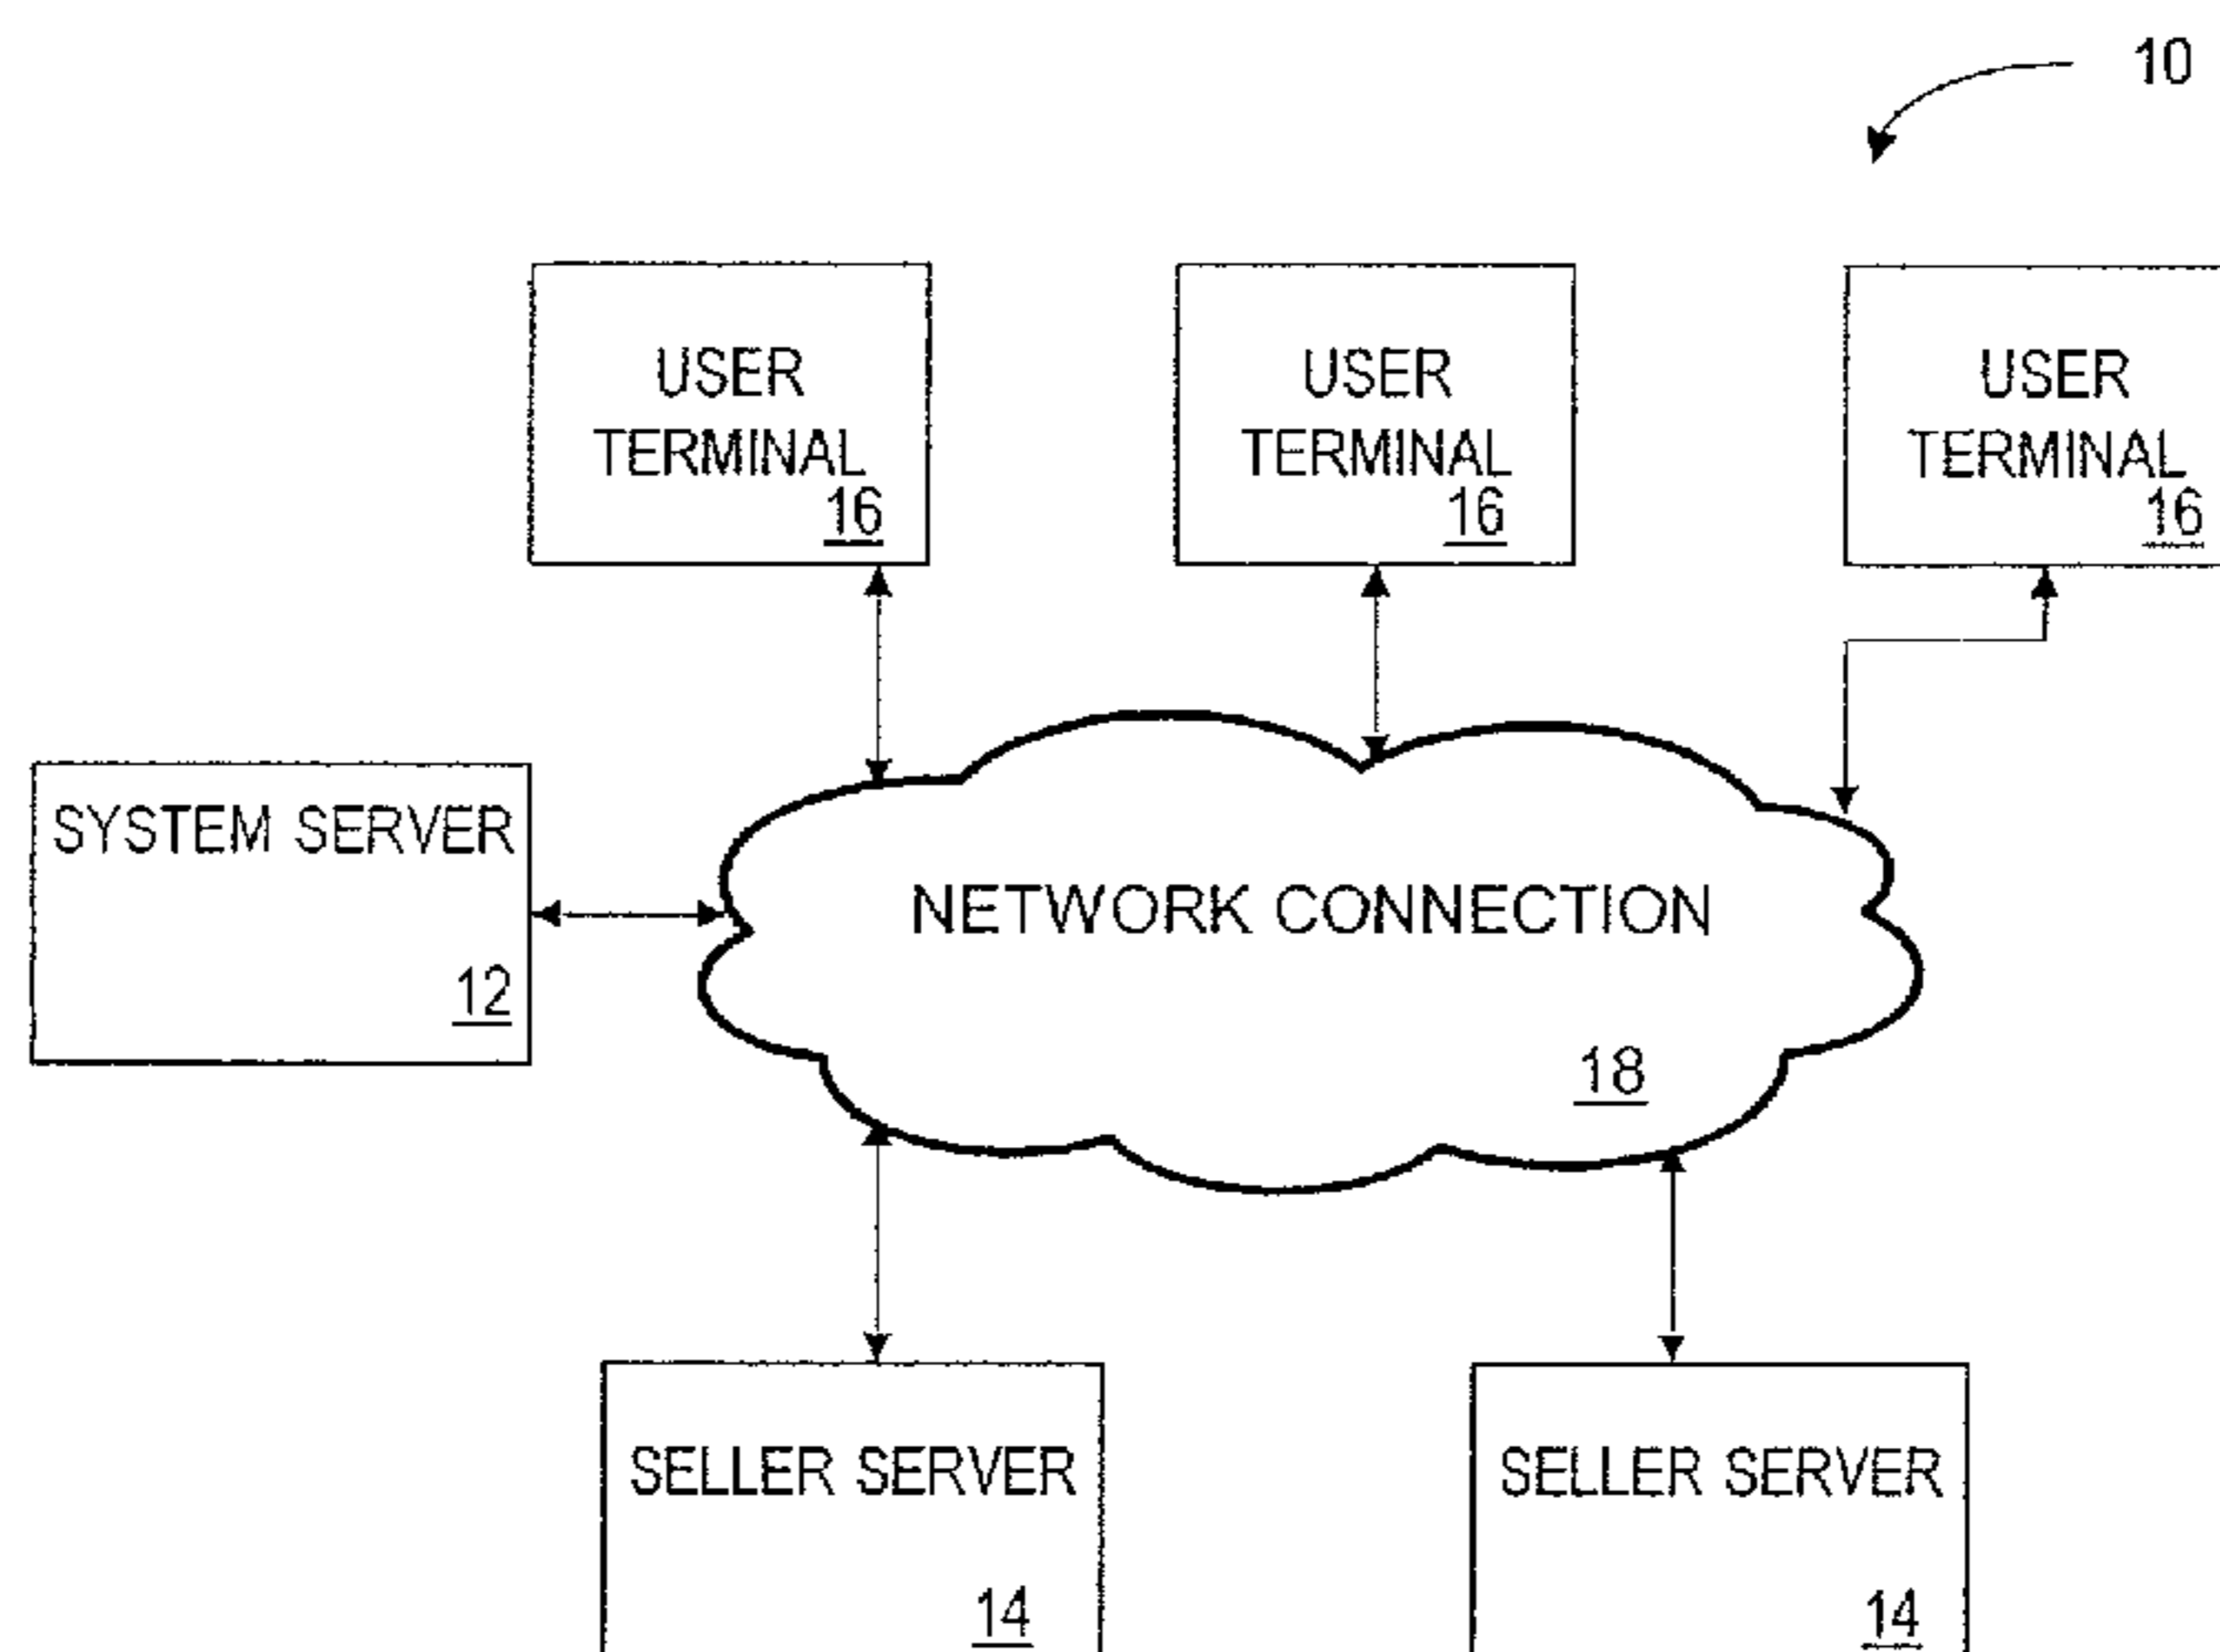 10
USER
TERMINAL
16
USER
TERMINAL
16
USER
TERMINAL
16
SYSTEM SERVER
12
NETWORK CONNECTION
18
SELLER SERVER
14
SELLER SERVER
14